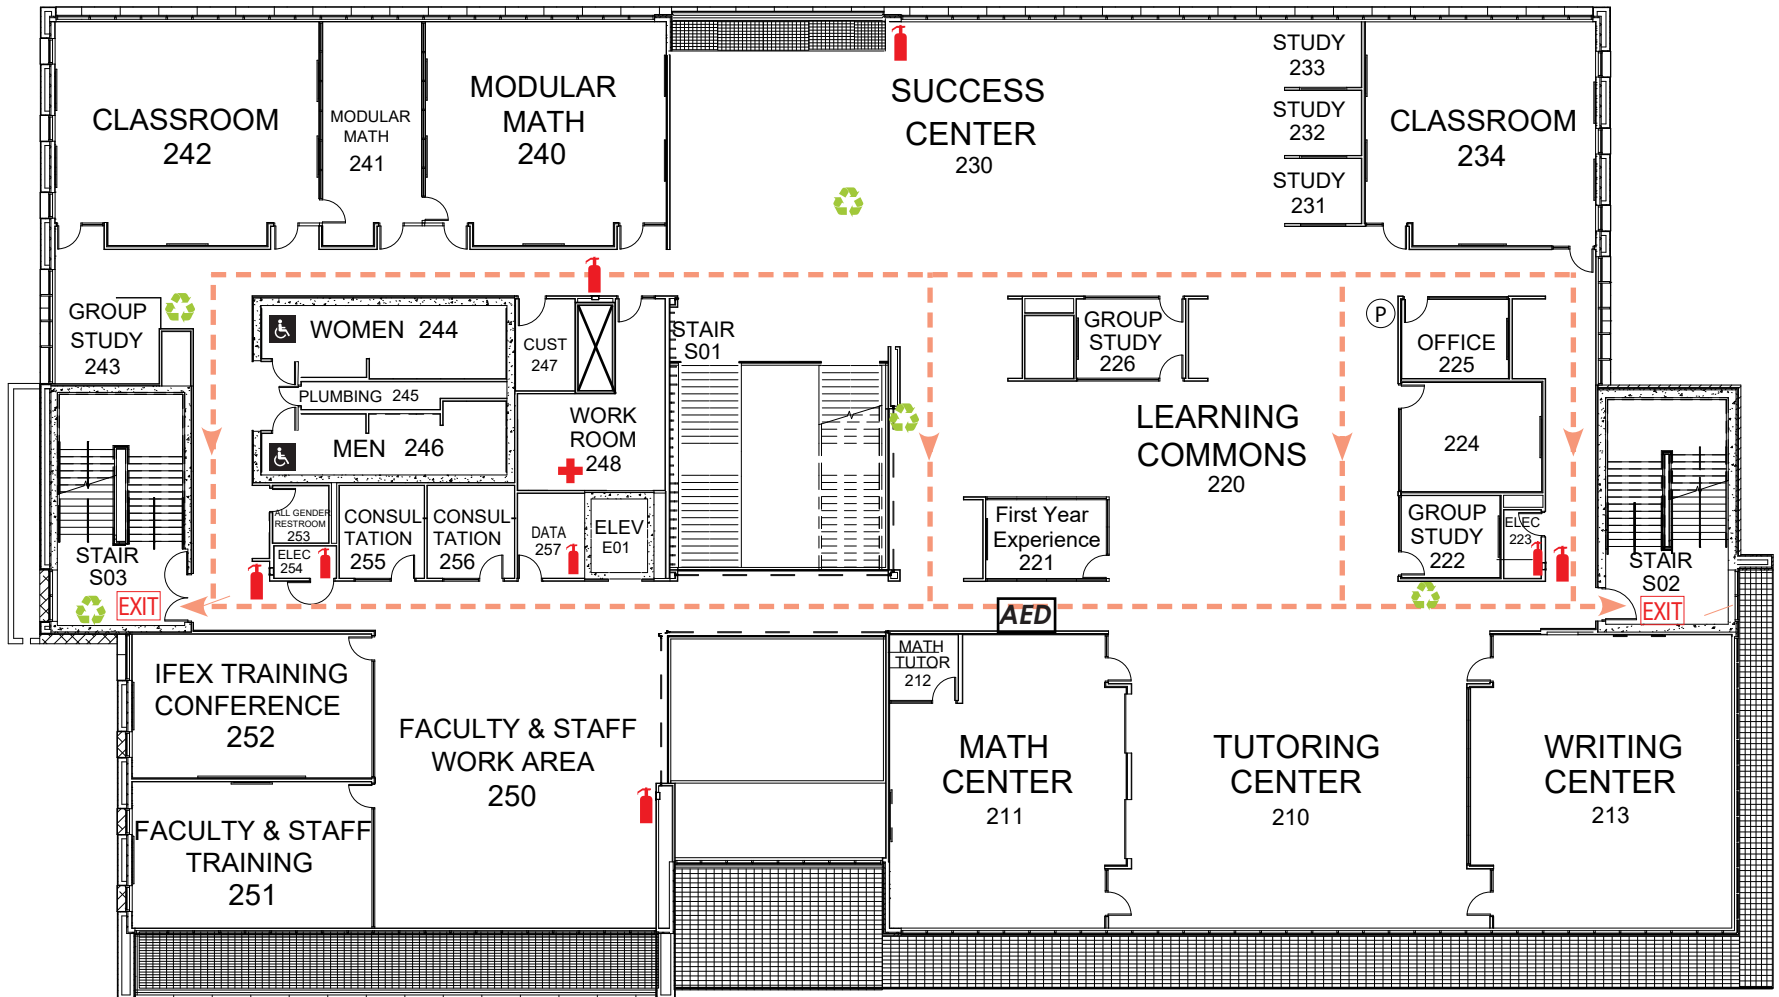 CLASSROOM
242
MODULAR
MATH
241
MODULAR
MATH
240
SUCCESS
CENTER
230
STUDY
233
STUDY
232
STUDY
231
CLASSROOM
234
GROUP
STUDY
243
WOMEN 244
PLUMBING 245
MEN 246
CUST
247
WORK
ROOM
248
STAIR
S01
GROUP
STUDY
226
P
OFFICE
225
224
LEARNING
COMMONS
220
STAIR
S03
EXIT
ALL GENDER
RESTROOM
253
ELEC
254
CONSUL-
TATION
255
CONSUL-
TATION
256
DATA
257
ELEV
E01
First Year
Experience
221
GROUP
STUDY
222
ELEC
223
STAIR
S02
EXIT
AED
IFEX TRAINING
CONFERENCE
252
FACULTY & STAFF
WORK AREA
250
FACULTY & STAFF
TRAINING
251
MATH
TUTOR
212
MATH
CENTER
211
TUTORING
CENTER
210
WRITING
CENTER
213